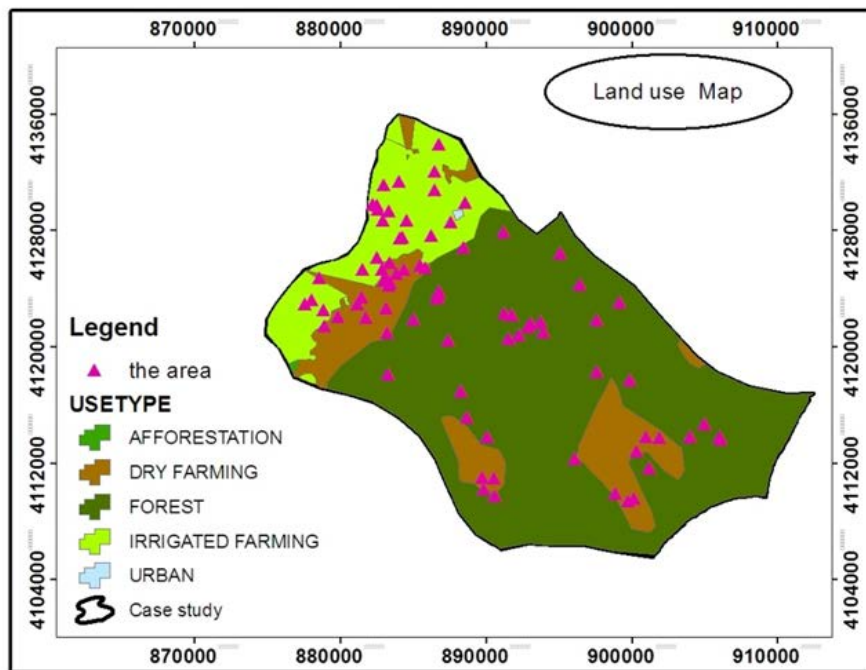 870000 880000 890000 900000 910000
Land use Map
4136000 4136000
4128000 4128000
4120000 4120000
4112000 4112000
4104000 4104000
Legend
the area
USETYPE
AFFORESTATION
DRY FARMING
FOREST
IRRIGATED FARMING
URBAN
Case study
870000 880000 890000 900000 910000